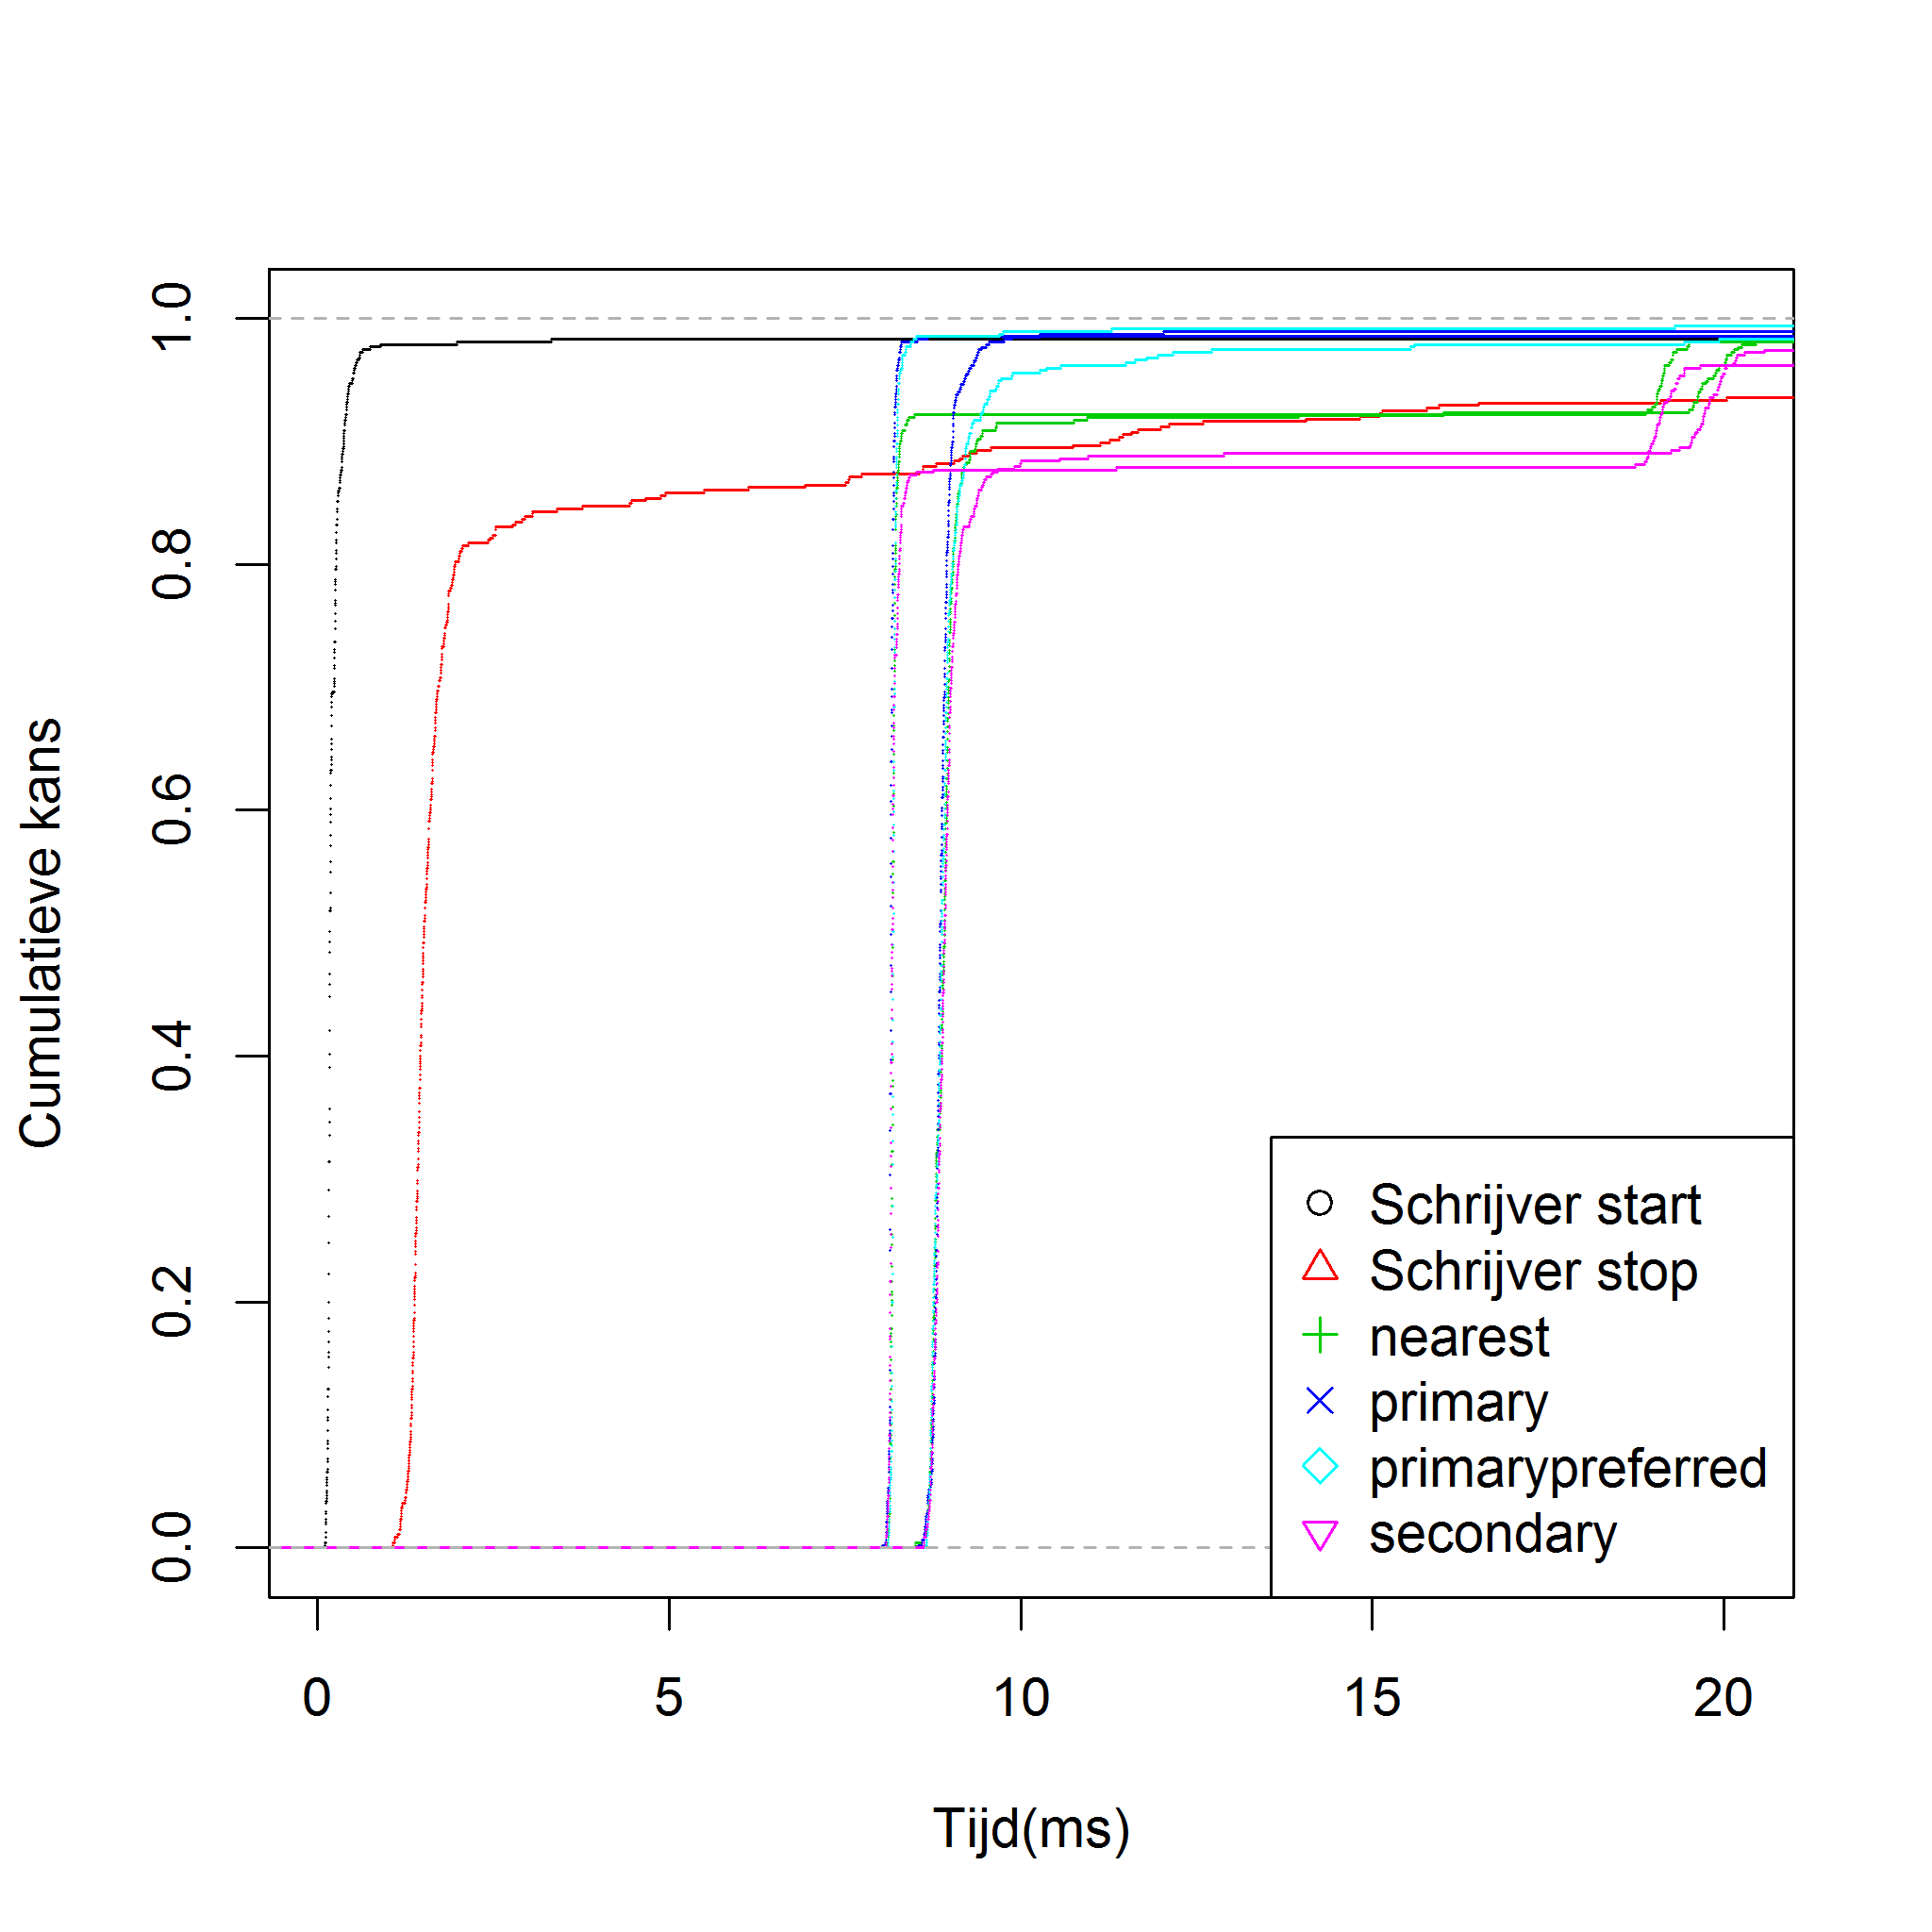 Cumulatieve kans
1.0
0.8
0.6
0.4
0.2
0.0
Schrijver start
Schrijver stop
nearest
primary
primarypreferred
secondary
0 5 10 15 20
Tijd(ms)